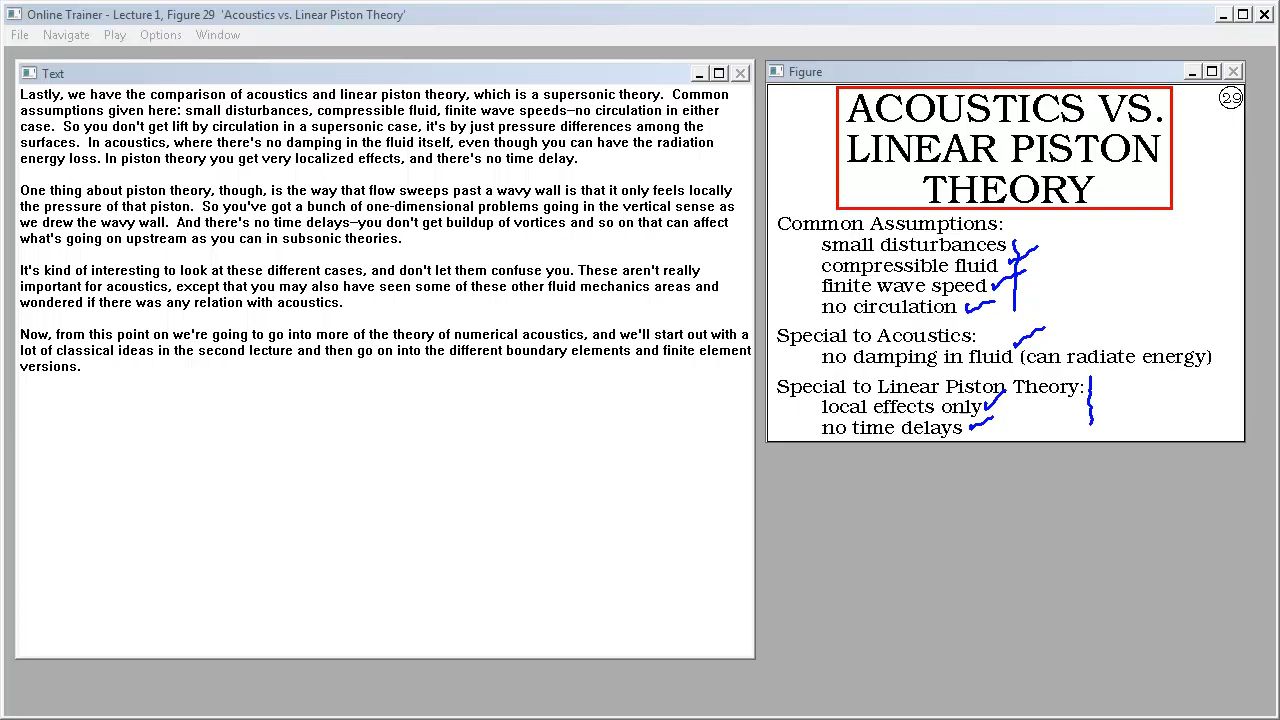 Online Trainer - Lecture 1, Figure 29 'Acoustics vs. Linear Piston Theory'
File Navigate Play Options Window
Text
Lastly, we have the comparison of acoustics and linear piston theory, which is a supersonic theory. Common
assumptions given here: small disturbances, compressible fluid, finite wave speeds–no circulation in either
case. So you don't get lift by circulation in a supersonic case, it's by just pressure differences among the
surfaces. In acoustics, where there's no damping in the fluid itself, even though you can have the radiation
energy loss. In piston theory you get very localized effects, and there's no time delay.
One thing about piston theory, though, is the way that flow sweeps past a wavy wall is that it only feels locally
the pressure of that piston. So you've got a bunch of one-dimensional problems going in the vertical sense as
we drew the wavy wall. And there's no time delays–you don't get buildup of vortices and so on that can affect
what's going on upstream as you can in subsonic theories.
It's kind of interesting to look at these different cases, and don't let them confuse you. These aren't really
important for acoustics, except that you may also have seen some of these other fluid mechanics areas and
wondered if there was any relation with acoustics.
Now, from this point on we're going to go into more of the theory of numerical acoustics, and we'll start out with a
lot of classical ideas in the second lecture and then go on into the different boundary elements and finite element
versions.
Figure
29
ACOUSTICS VS.
LINEAR PISTON
THEORY
Common Assumptions:
small disturbances
compressible fluid
finite wave speed
no circulation
Special to Acoustics:
no damping in fluid (can radiate energy)
Special to Linear Piston Theory:
local effects only
no time delays